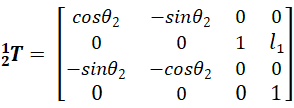 ¹₂T = [ cosθ₂ −sinθ₂ 0 0
0 0 1 l₁
−sinθ₂ −cosθ₂ 0 0
0 0 0 1 ]